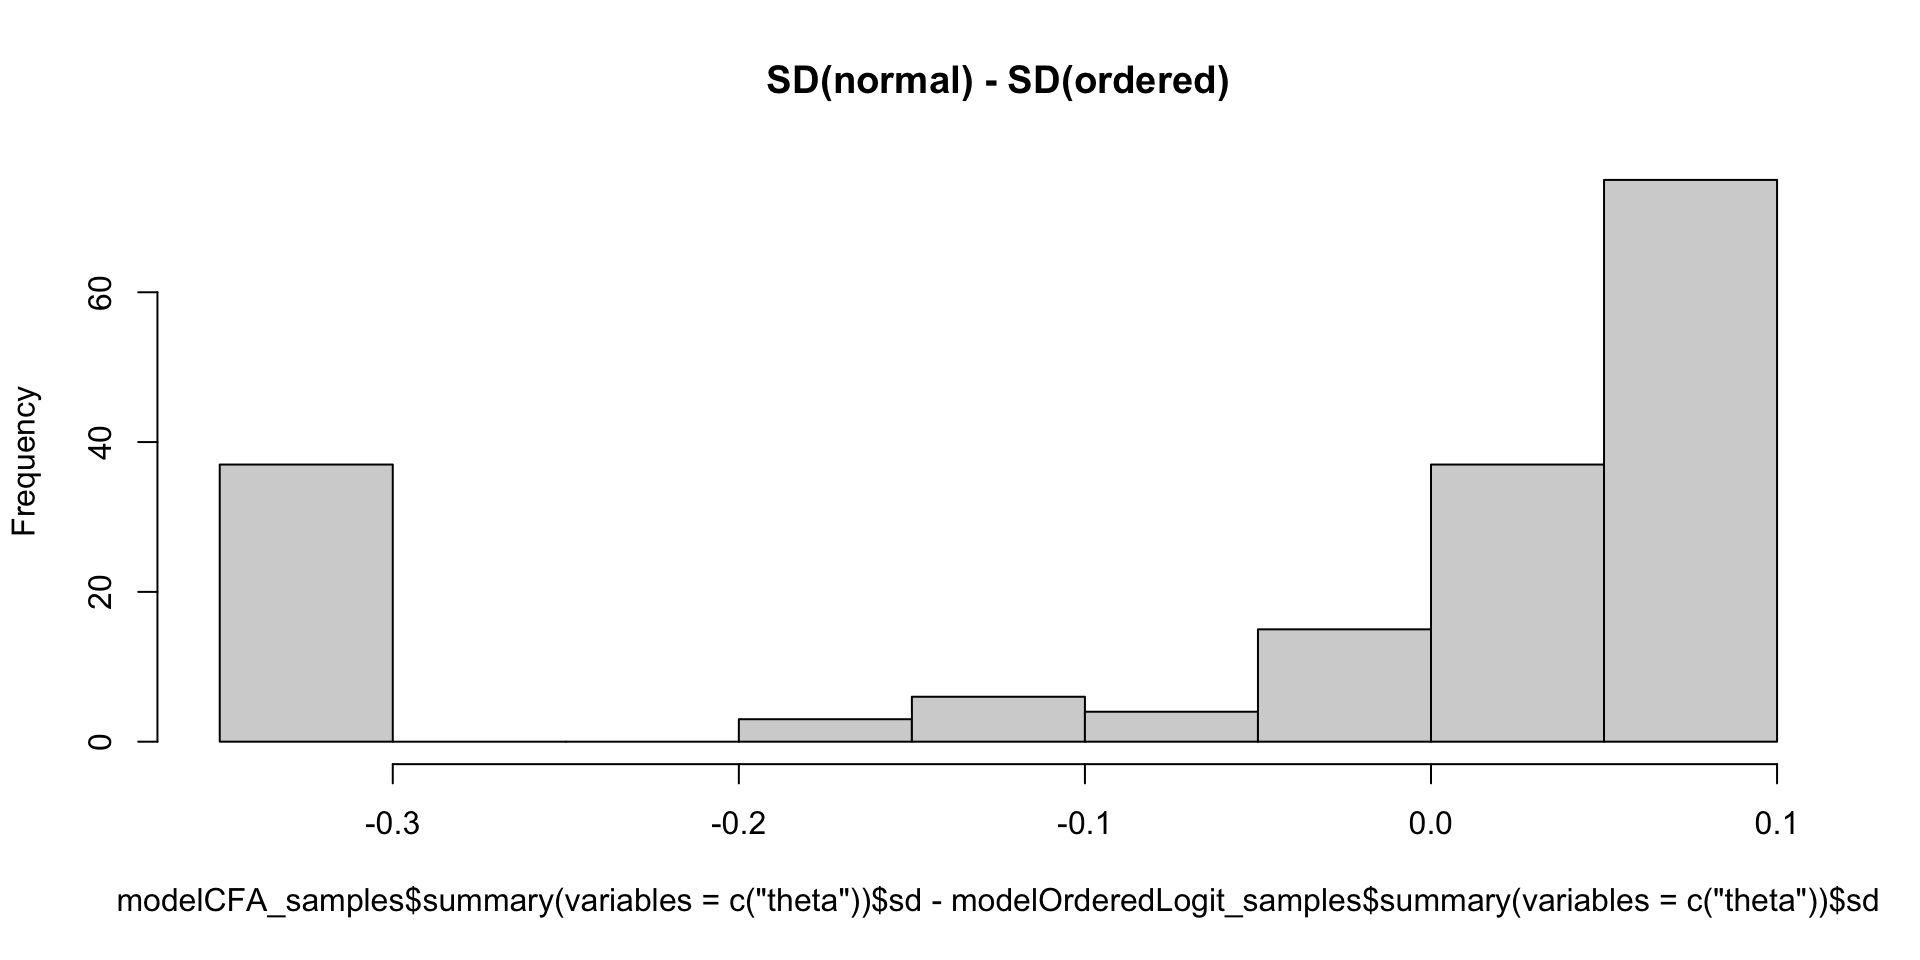 SD(normal) - SD(ordered)
Frequency
60
40
20
0
-0.3 -0.2 -0.1 0.0 0.1
modelCFA_samples$summary(variables = c("theta"))$sd - modelOrderedLogit_samples$summary(variables = c("theta"))$sd